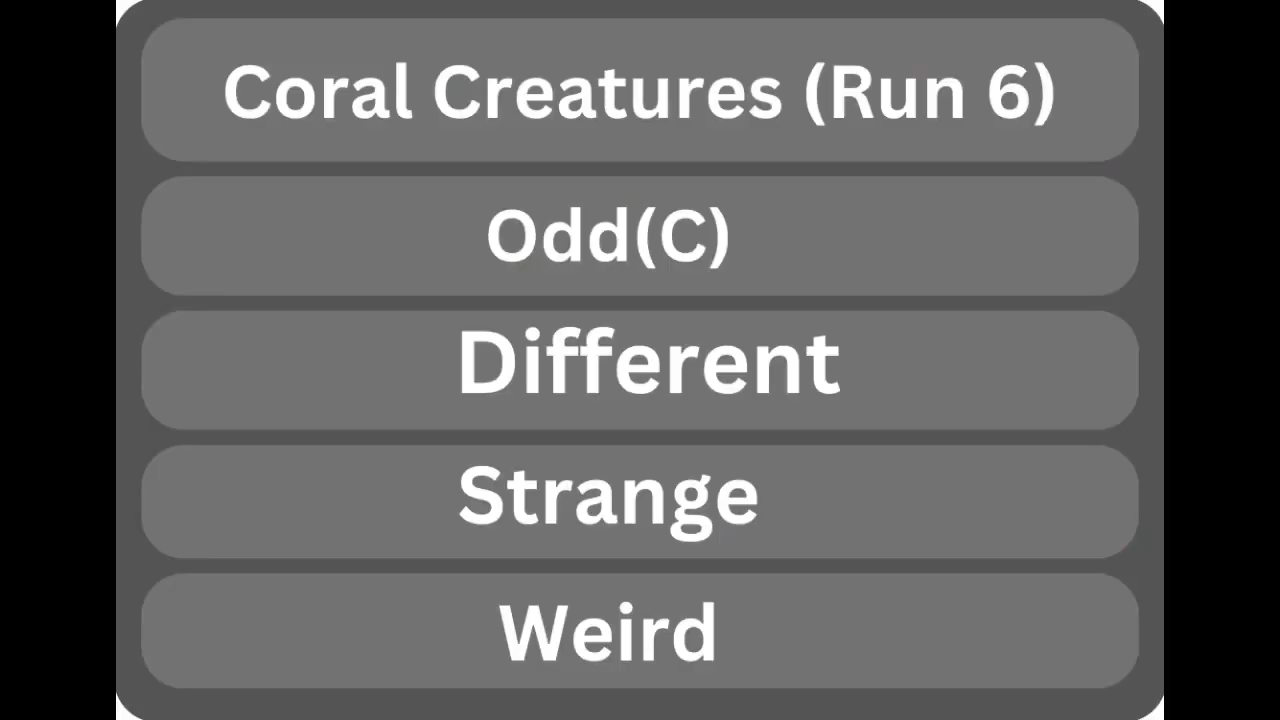 Coral Creatures (Run 6)
Odd(C)
Different
Strange
Weird